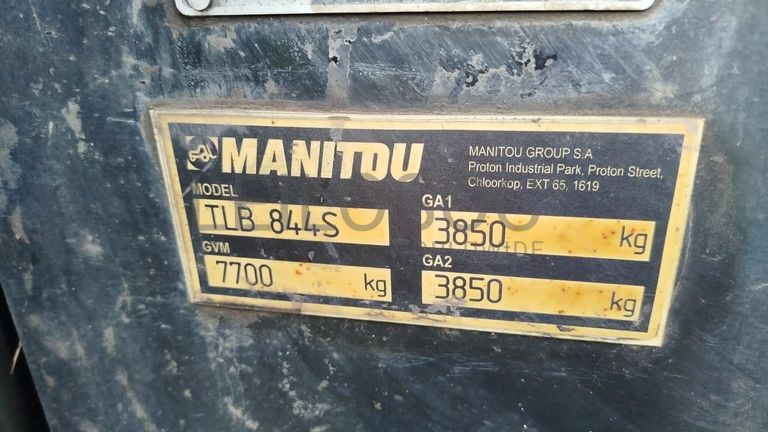 MANITOU
MANITOU GROUP S.A
Proton Industrial Park, Proton Street,
Chloorkop, EXT 65, 1619
MODEL
TLB 844S
GVM
7700 kg
GA1
3850 kg
GA2
3850 kg